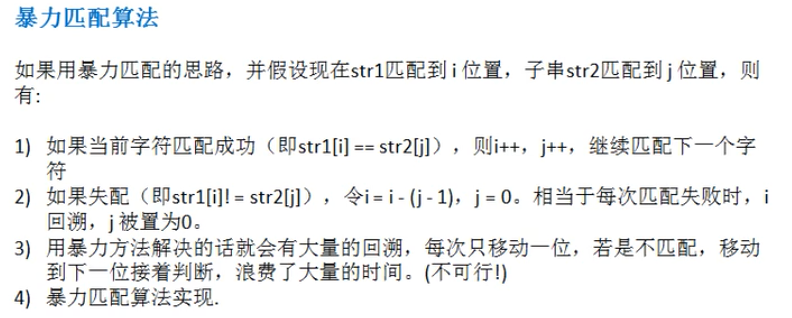 暴力匹配算法
如果用暴力匹配的思路，并假设现在str1匹配到 i 位置，子串str2匹配到 j 位置，则
有:
1) 如果当前字符匹配成功（即str1[i] == str2[j]），则i++，j++，继续匹配下一个字
符
2) 如果失配（即str1[i]! = str2[j]），令i = i - (j - 1)，j = 0。相当于每次匹配失败时，i
回溯，j 被置为0。
3) 用暴力方法解决的话就会有大量的回溯，每次只移动一位，若是不匹配，移动
到下一位接着判断，浪费了大量的时间。(不可行!)
4) 暴力匹配算法实现.